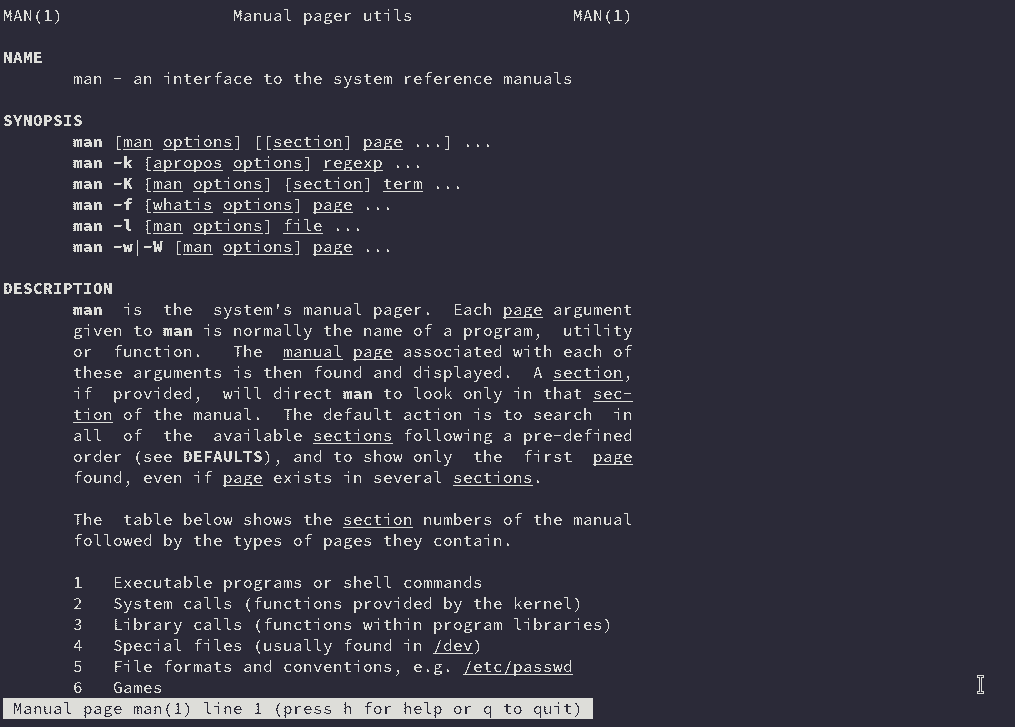 MAN(1)                 Manual pager utils                MAN(1)
NAME
       man - an interface to the system reference manuals
SYNOPSIS
       man [man options] [[section] page ...] ...
       man -k [apropos options] regexp ...
       man -K [man options] [section] term ...
       man -f [whatis options] page ...
       man -l [man options] file ...
       man -w|-W [man options] page ...
DESCRIPTION
       man  is  the  system's manual pager.  Each page argument
       given to man is normally the name of a program,  utility
       or  function.   The  manual page associated with each of
       these arguments is then found and displayed.  A section,
       if  provided,  will direct man to look only in that sec-
       tion of the manual.  The default action is to search  in
       all  of  the  available sections following a pre-defined
       order (see DEFAULTS), and to show only  the  first  page
       found, even if page exists in several sections.
       The  table below shows the section numbers of the manual
       followed by the types of pages they contain.
       1   Executable programs or shell commands
       2   System calls (functions provided by the kernel)
       3   Library calls (functions within program libraries)
       4   Special files (usually found in /dev)
       5   File formats and conventions, e.g. /etc/passwd
       6   Games
 Manual page man(1) line 1 (press h for help or q to quit)